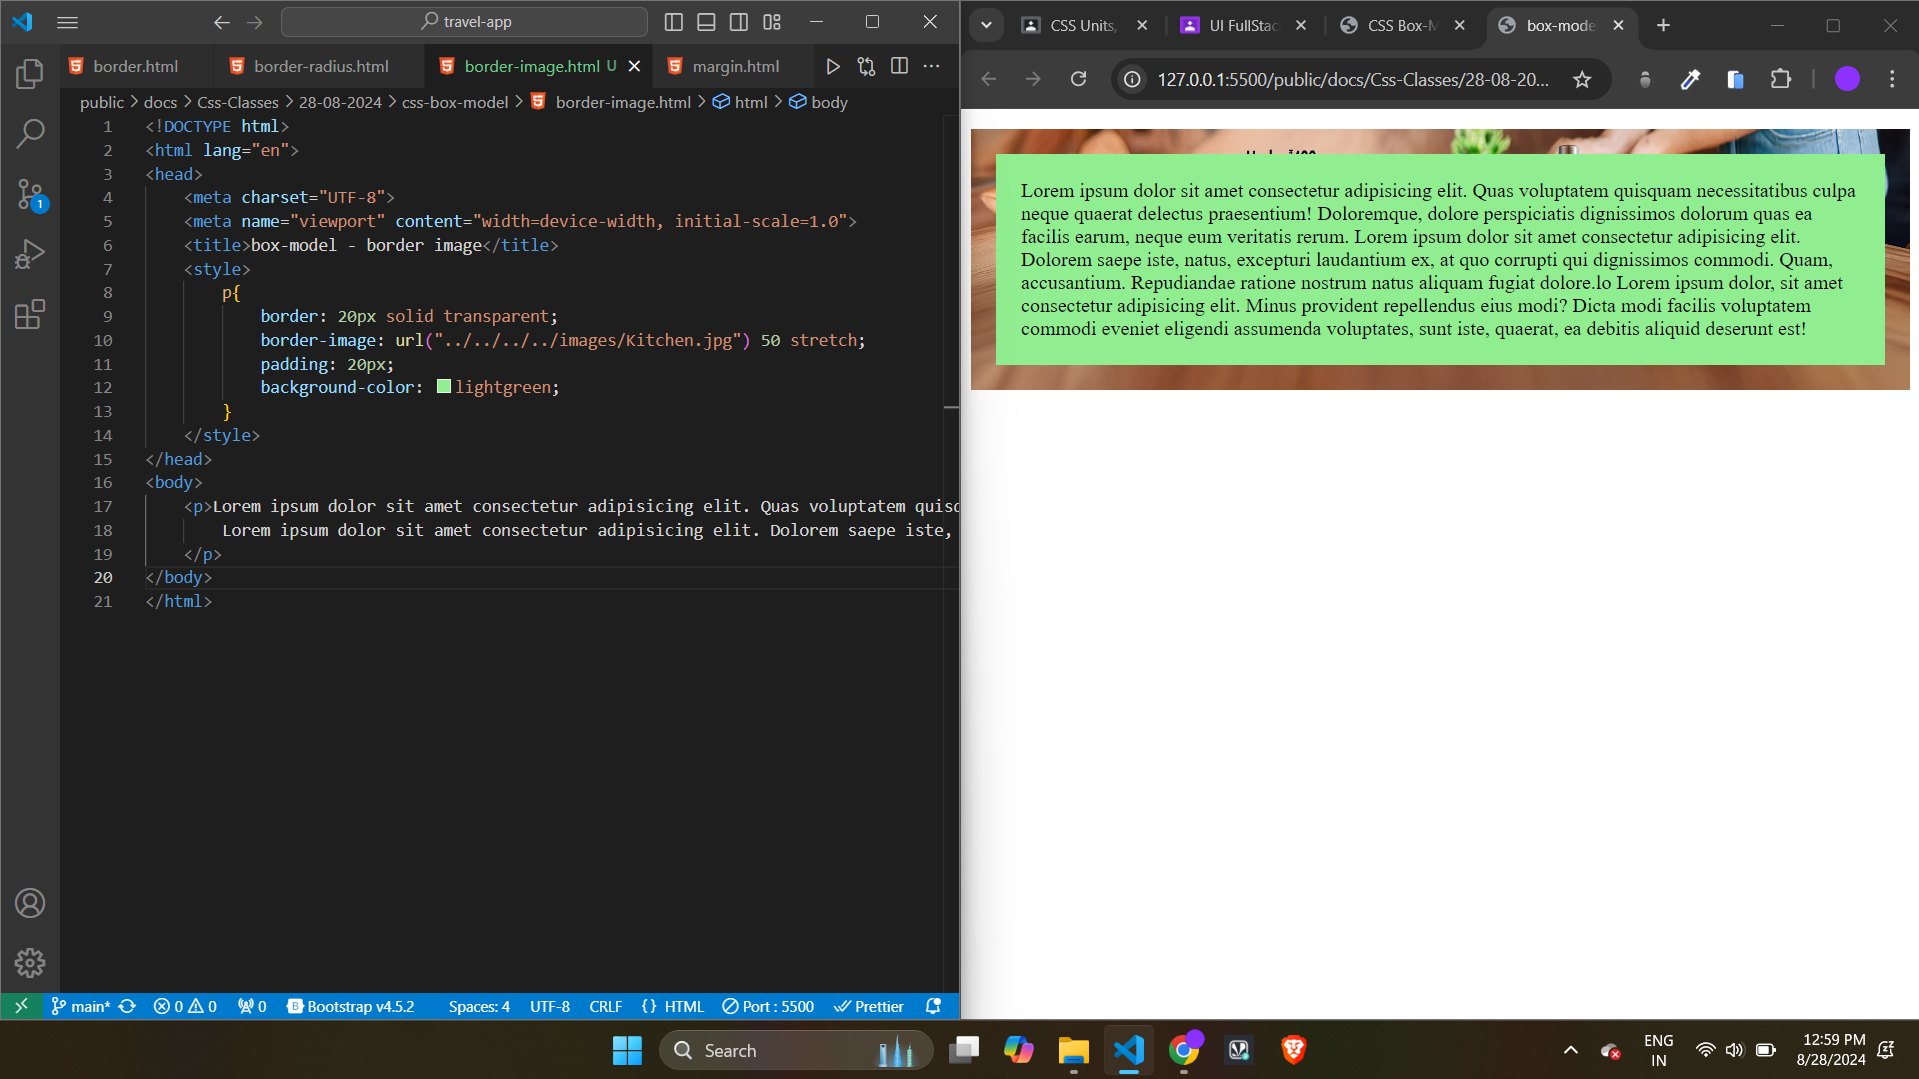 travel-app
border.html
border-radius.html
border-image.html U
margin.html
public > docs > Css-Classes > 28-08-2024 > css-box-model > border-image.html > html > body
1 <!DOCTYPE html>
2 <html lang="en">
3 <head>
4 <meta charset="UTF-8">
5 <meta name="viewport" content="width=device-width, initial-scale=1.0">
6 <title>box-model - border image</title>
7 <style>
8 p{
9 border: 20px solid transparent;
10 border-image: url("../../../../images/Kitchen.jpg") 50 stretch;
11 padding: 20px;
12 background-color: lightgreen;
13 }
14 </style>
15 </head>
16 <body>
17 <p>Lorem ipsum dolor sit amet consectetur adipisicing elit. Quas voluptatem quisq
18 Lorem ipsum dolor sit amet consectetur adipisicing elit. Dolorem saepe iste,
19 </p>
20 </body>
21 </html>
1
main* 0 0 0 Bootstrap v4.5.2 Spaces: 4 UTF-8 CRLF {} HTML Port : 5500 Prettier
CSS Units,
UI FullStac
CSS Box-M
box-mode
127.0.0.1:5500/public/docs/Css-Classes/28-08-20...
Lorem ipsum dolor sit amet consectetur adipisicing elit. Quas voluptatem quisquam necessitatibus culpa
neque quaerat delectus praesentium! Doloremque, dolore perspiciatis dignissimos dolorum quas ea
facilis earum, neque eum veritatis rerum. Lorem ipsum dolor sit amet consectetur adipisicing elit.
Dolorem saepe iste, natus, excepturi laudantium ex, at quo corrupti qui dignissimos commodi. Quam,
accusantium. Repudiandae ratione nostrum natus aliquam fugiat dolore.lo Lorem ipsum dolor, sit amet
consectetur adipisicing elit. Minus provident repellendus eius modi? Dicta modi facilis voluptatem
commodi eveniet eligendi assumenda voluptates, sunt iste, quaerat, ea debitis aliquid deserunt est!
Search
ENG
IN
12:59 PM
8/28/2024